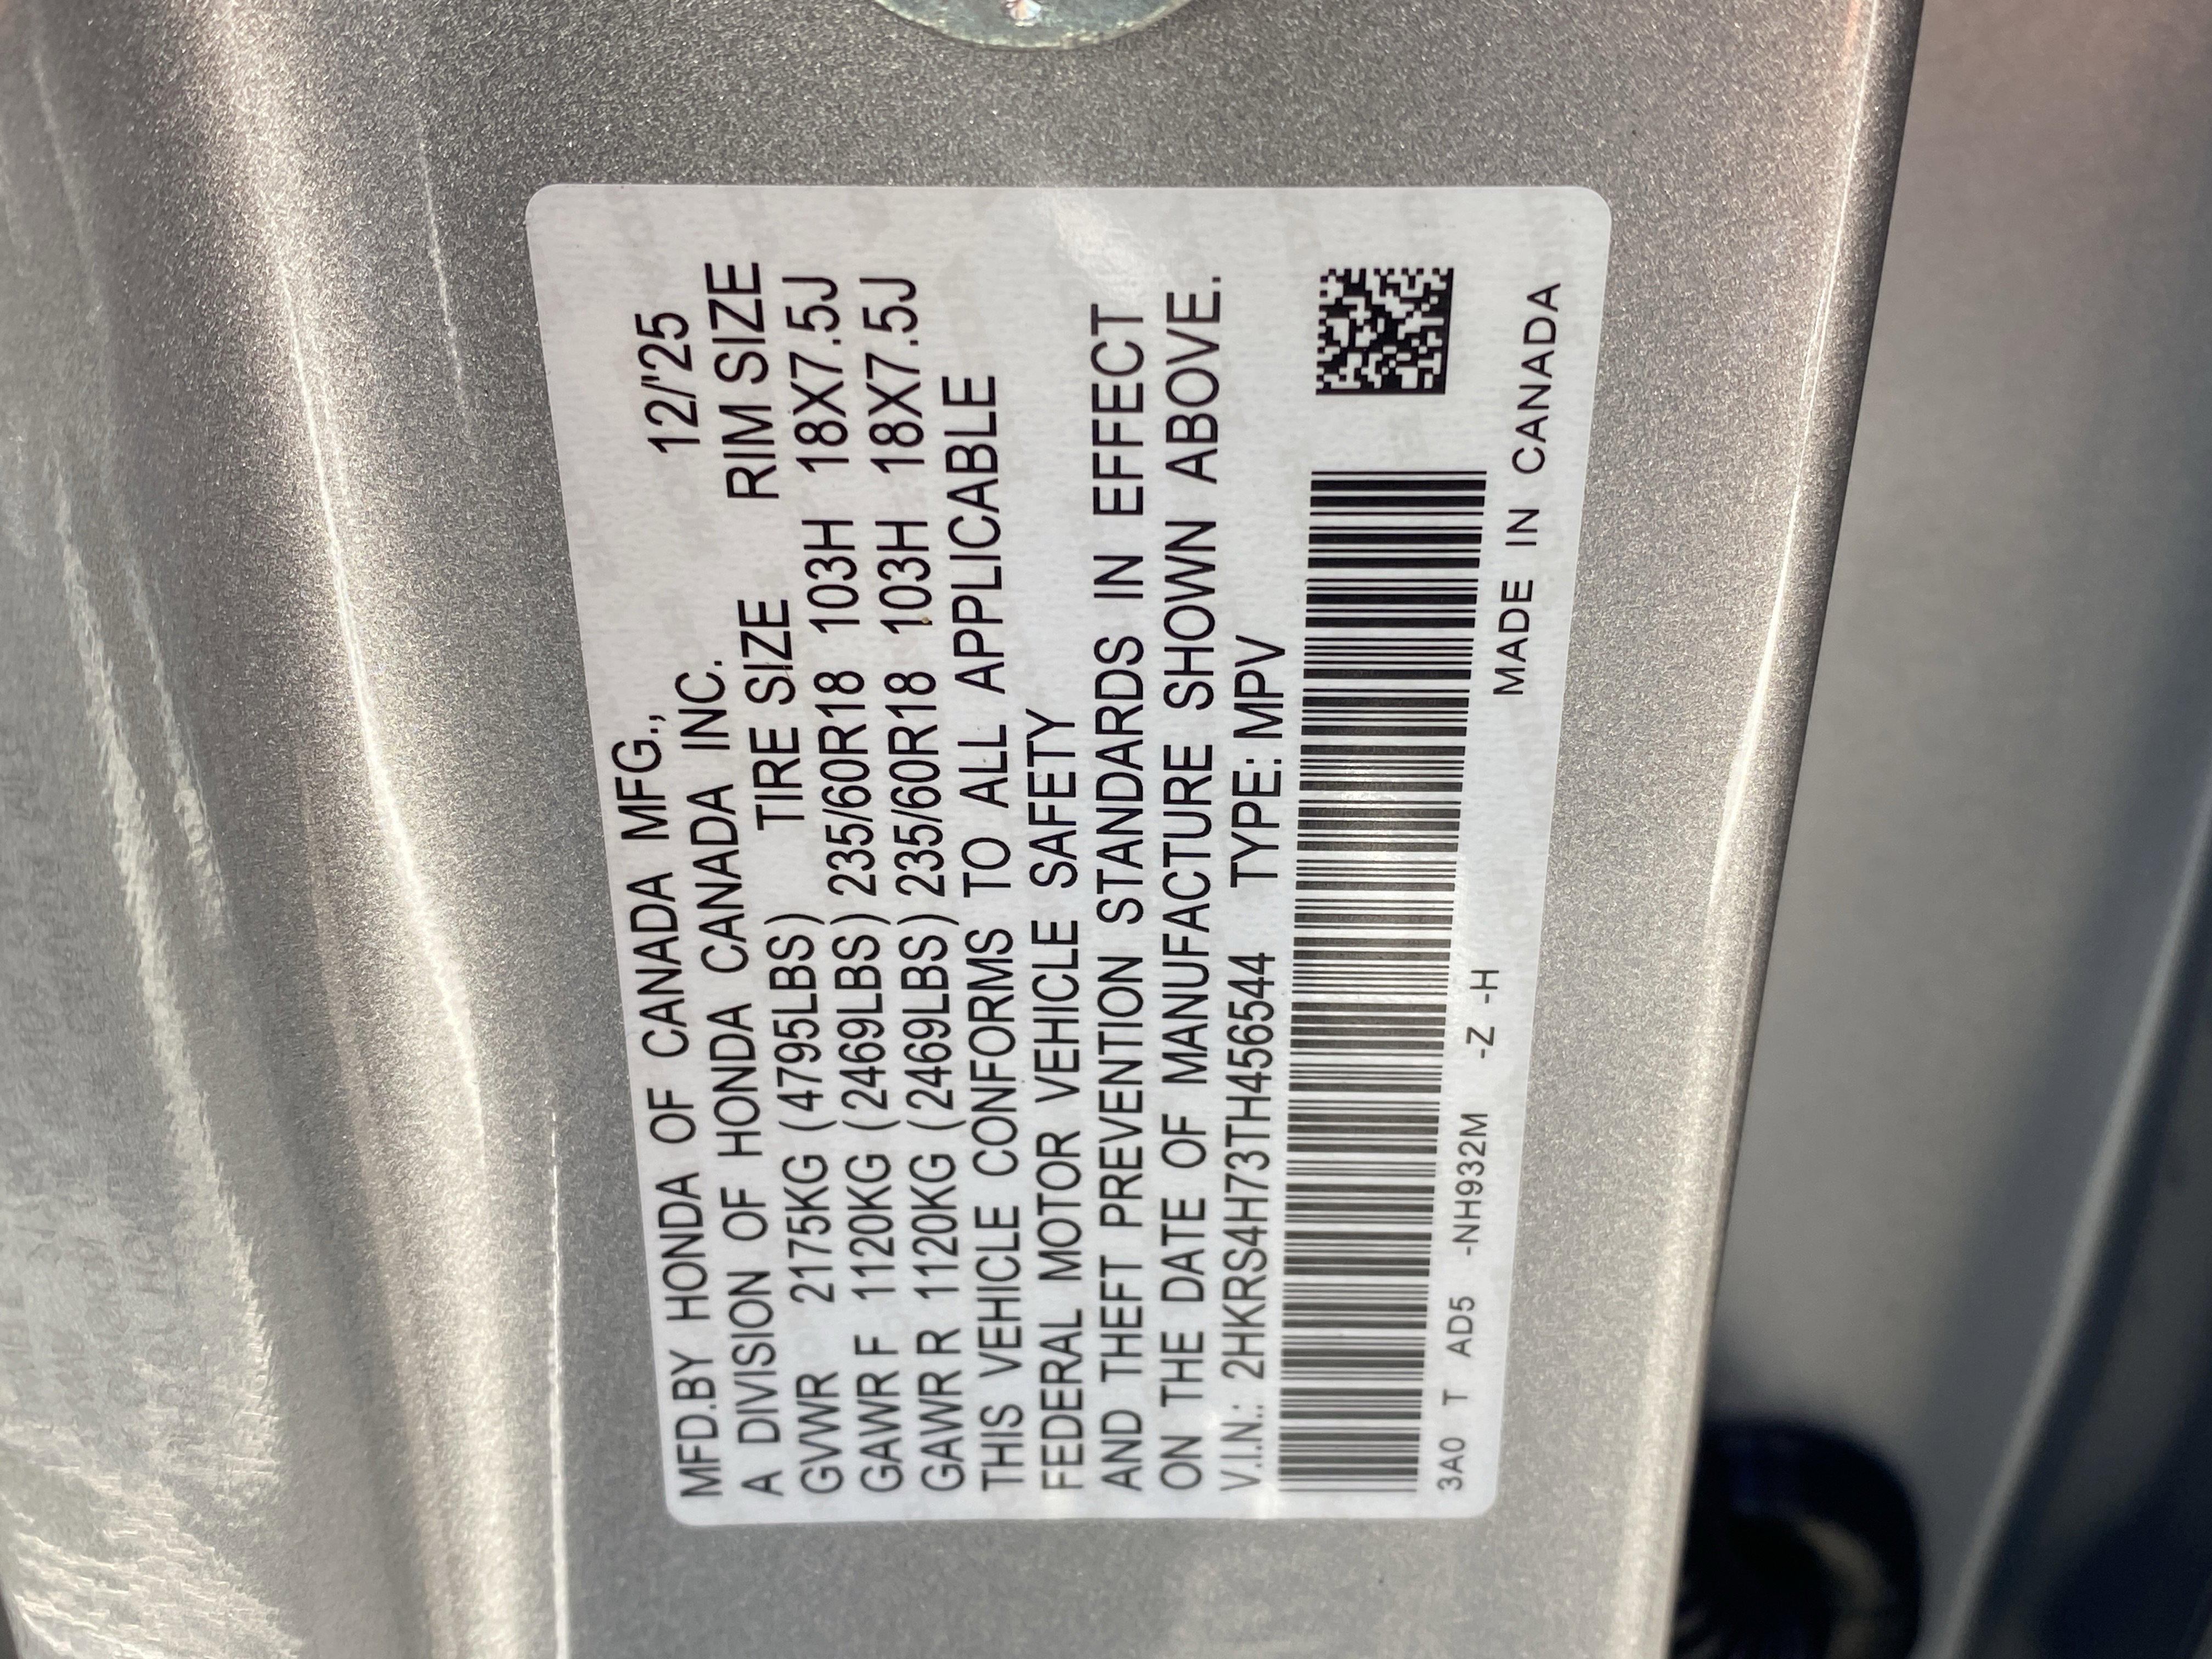 MFD.BY HONDA OF CANADA MFG., 12/'25
A DIVISION OF HONDA CANADA INC.
TIRE SIZE RIM SIZE
GVWR 2175KG (4795LBS)
GAWR F 1120KG (2469LBS) 235/60R18 103H 18X7.5J
GAWR R 1120KG (2469LBS) 235/60R18 103H 18X7.5J
THIS VEHICLE CONFORMS TO ALL APPLICABLE
FEDERAL MOTOR VEHICLE SAFETY
AND THEFT PREVENTION STANDARDS IN EFFECT
ON THE DATE OF MANUFACTURE SHOWN ABOVE.
V.I.N.: 2HKRS4H73TH456544 TYPE: MPV
3A0 T AD5 -NH932M -Z -H
MADE IN CANADA